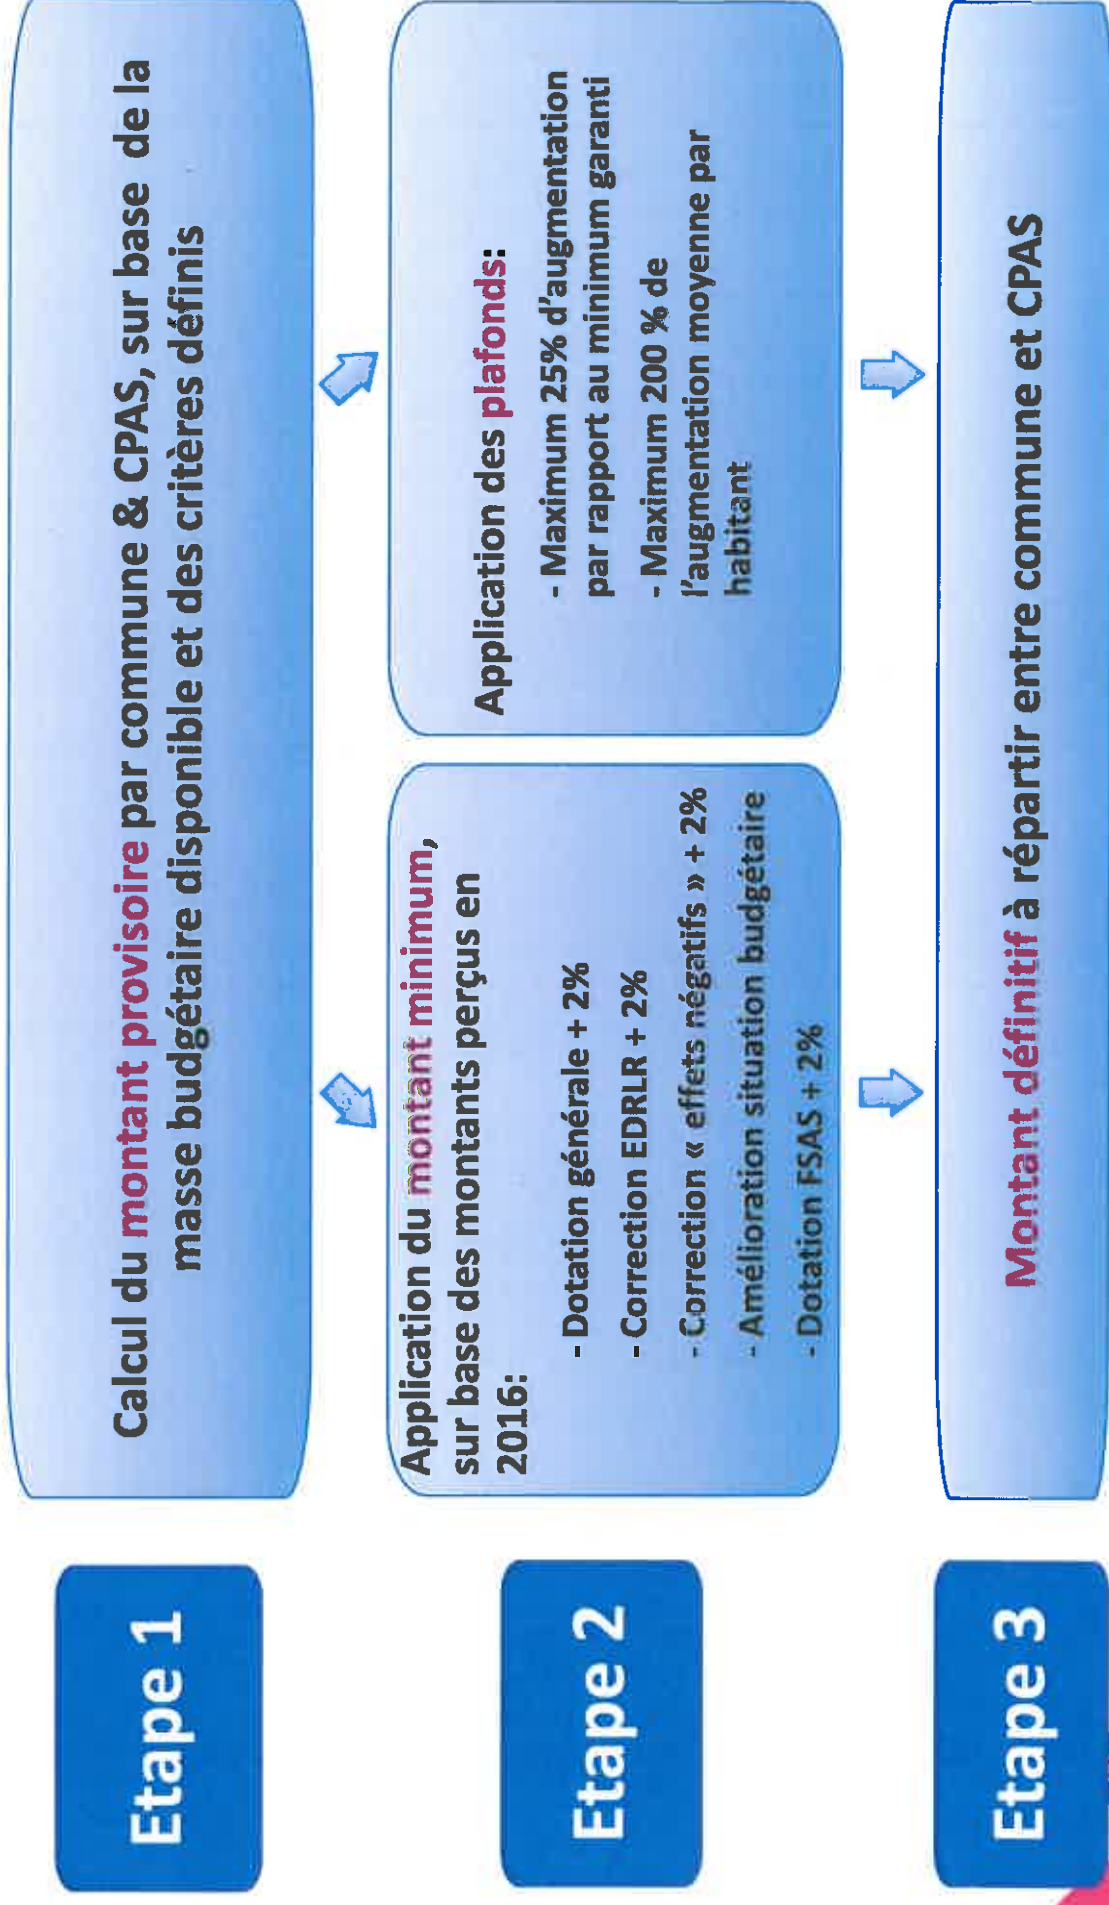 Etape 1
Calcul du montant provisoire par commune & CPAS, sur base de la
masse budgétaire disponible et des critères définis
Etape 2
Application du montant minimum,
sur base des montants perçus en
2016:
- Dotation générale + 2%
- Correction EDRLR + 2%
- Correction « effets négatifs » + 2%
- Amélioration situation budgétaire
- Dotation FSAS + 2%
Application des plafonds:
- Maximum 25% d'augmentation
par rapport au minimum garanti
- Maximum 200 % de
l'augmentation moyenne par
habitant
Etape 3
Montant définitif à répartir entre commune et CPAS